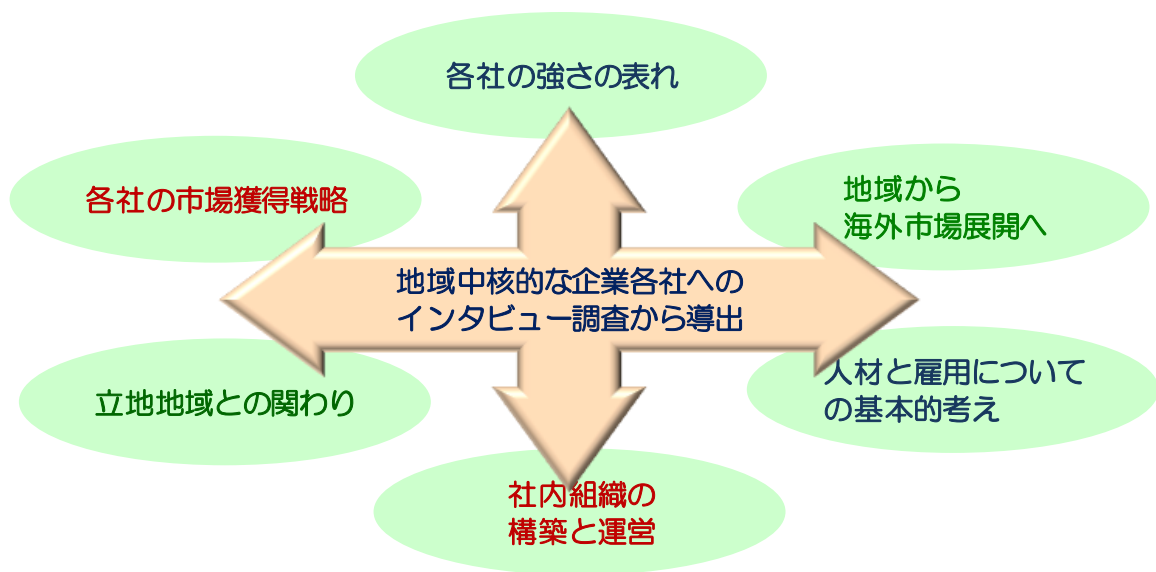 各社の強さの表れ
各社の市場獲得戦略
地域から
海外市場展開へ
地域中核的な企業各社への
インタビュー調査から導出
立地地域との関わり
人材と雇用について
の基本的考え
社内組織の
構築と運営